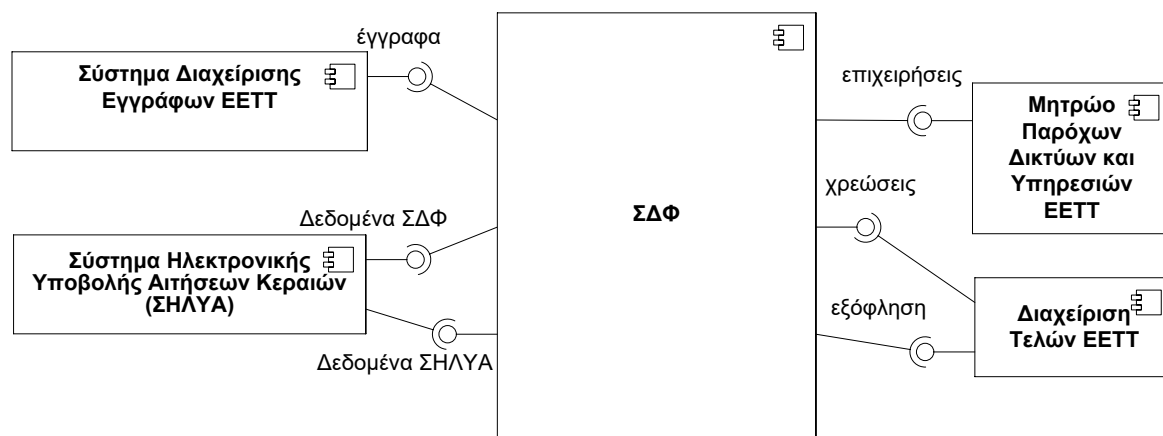 έγγραφα
Σύστημα Διαχείρισης
Εγγράφων ΕΕΤΤ
Δεδομένα ΣΔΦ
Σύστημα Ηλεκτρονικής
Υποβολής Αιτήσεων Κεραιών
(ΣΗΛΥΑ)
Δεδομένα ΣΗΛΥΑ
ΣΔΦ
επιχειρήσεις
Μητρώο
Παρόχων
Δικτύων και
Υπηρεσιών
ΕΕΤΤ
χρεώσεις
εξόφληση
Διαχείριση
Τελών ΕΕΤΤ